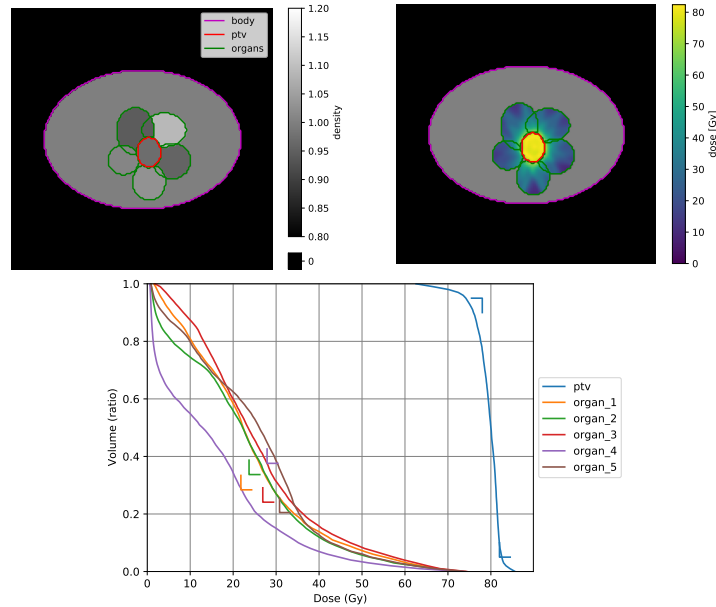 body
ptv
organs
1.20
1.15
1.10
1.05
1.00
0.95
0.90
0.85
0.80
0
density
80
70
60
50
40
30
20
10
0
dose [Gy]
1.0
0.8
0.6
0.4
0.2
0.0
Volume (ratio)
0
10
20
30
40
50
60
70
80
Dose (Gy)
ptv
organ_1
organ_2
organ_3
organ_4
organ_5